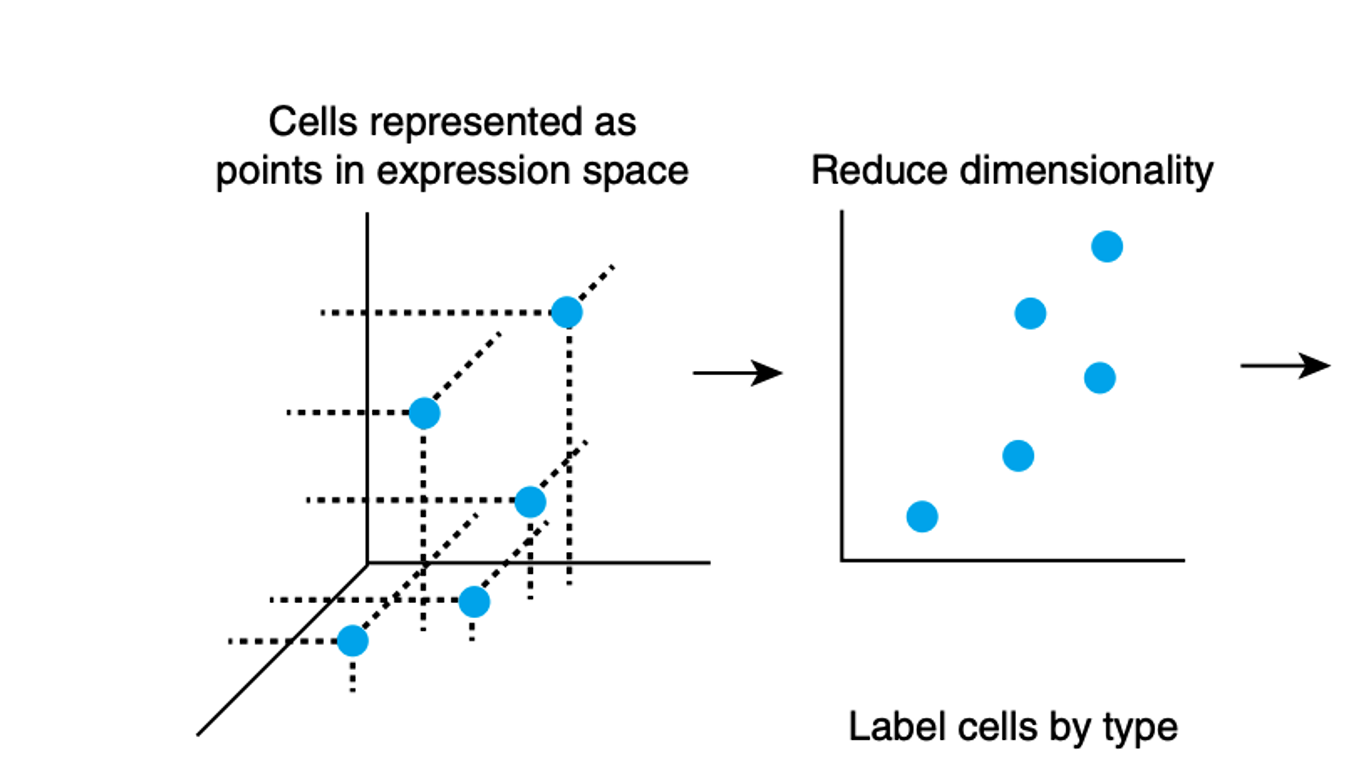 Cells represented as
points in expression space
Reduce dimensionality
Label cells by type